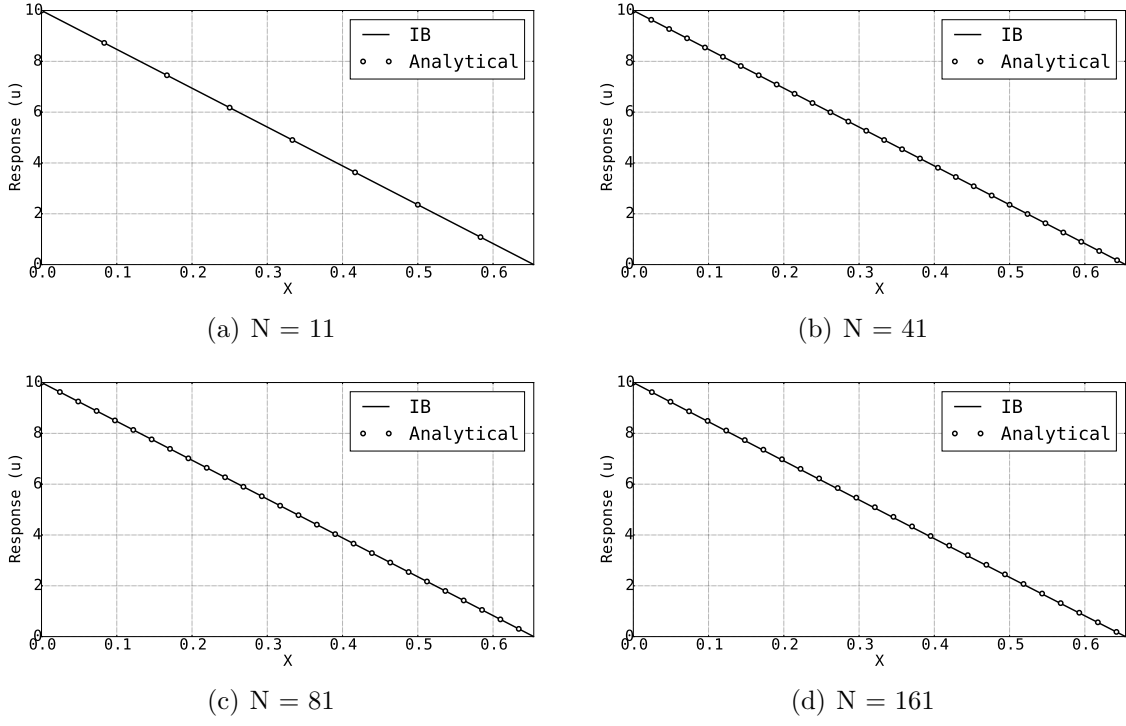 10
8
6
4
2
0
Response (u)
0.0 0.1 0.2 0.3 0.4 0.5 0.6
X
IB
Analytical
(a) N = 11
10
8
6
4
2
0
Response (u)
0.0 0.1 0.2 0.3 0.4 0.5 0.6
X
IB
Analytical
(b) N = 41
10
8
6
4
2
0
Response (u)
0.0 0.1 0.2 0.3 0.4 0.5 0.6
X
IB
Analytical
(c) N = 81
10
8
6
4
2
0
Response (u)
0.0 0.1 0.2 0.3 0.4 0.5 0.6
X
IB
Analytical
(d) N = 161